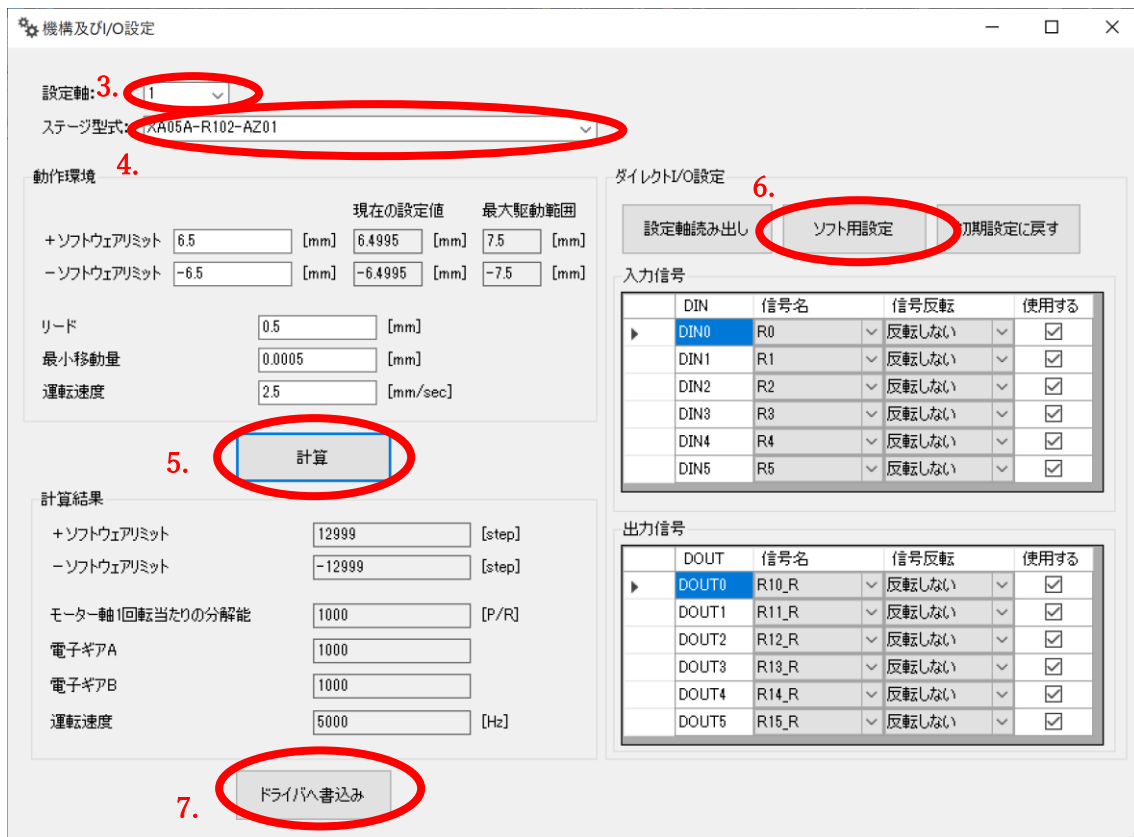 機構及びI/O設定
設定軸: 3. 1
ステージ型式: XA05A-R102-AZ01
4.
動作環境
現在の設定値 最大駆動範囲
+ソフトウェアリミット 6.5 [mm] 6.4995 [mm] 7.5 [mm]
-ソフトウェアリミット -6.5 [mm] -6.4995 [mm] -7.5 [mm]
リード 0.5 [mm]
最小移動量 0.0005 [mm]
運転速度 2.5 [mm/sec]
5. 計算
計算結果
+ソフトウェアリミット 12999 [step]
-ソフトウェアリミット -12999 [step]
モーター軸1回転当たりの分解能 1000 [P/R]
電子ギアA 1000
電子ギアB 1000
運転速度 5000 [Hz]
7. ドライバへ書込み
ダイレクトI/O設定
6.
設定軸読み出し ソフト用設定 初期設定に戻す
入力信号
DIN 信号名 信号反転 使用する
DIN0 R0 反転しない
DIN1 R1 反転しない
DIN2 R2 反転しない
DIN3 R3 反転しない
DIN4 R4 反転しない
DIN5 R5 反転しない
出力信号
DOUT 信号名 信号反転 使用する
DOUT0 R10_R 反転しない
DOUT1 R11_R 反転しない
DOUT2 R12_R 反転しない
DOUT3 R13_R 反転しない
DOUT4 R14_R 反転しない
DOUT5 R15_R 反転しない